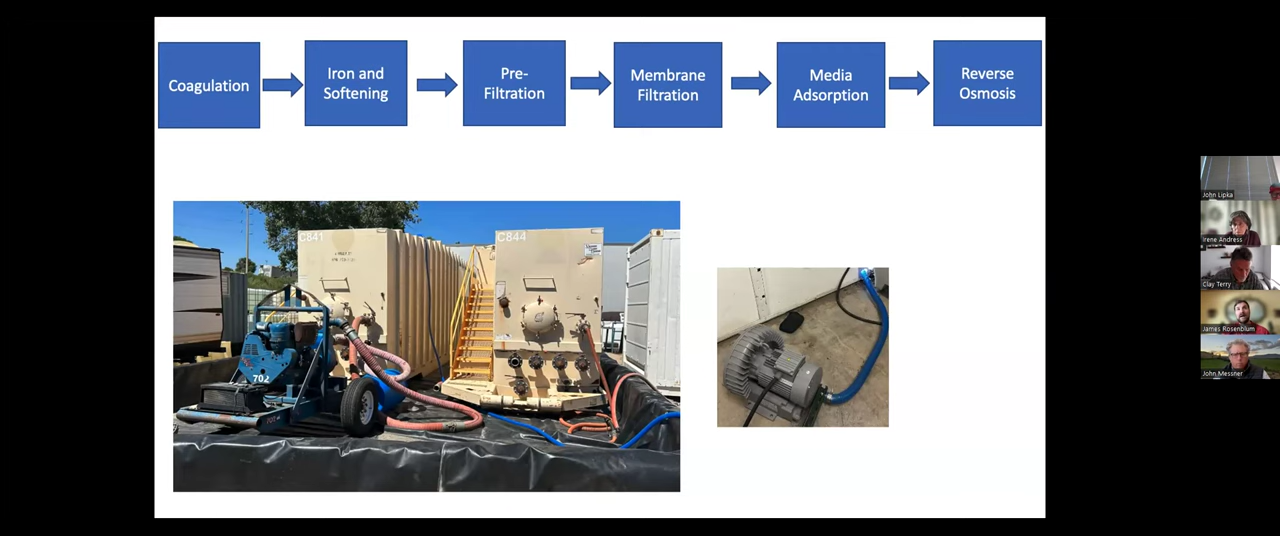 Coagulation
Iron and
Softening
Pre-
Filtration
Membrane
Filtration
Media
Adsorption
Reverse
Osmosis
C841
C844
702
John Lipka
Irene Andress
Clay Terry
James Rosenblum
John Messner